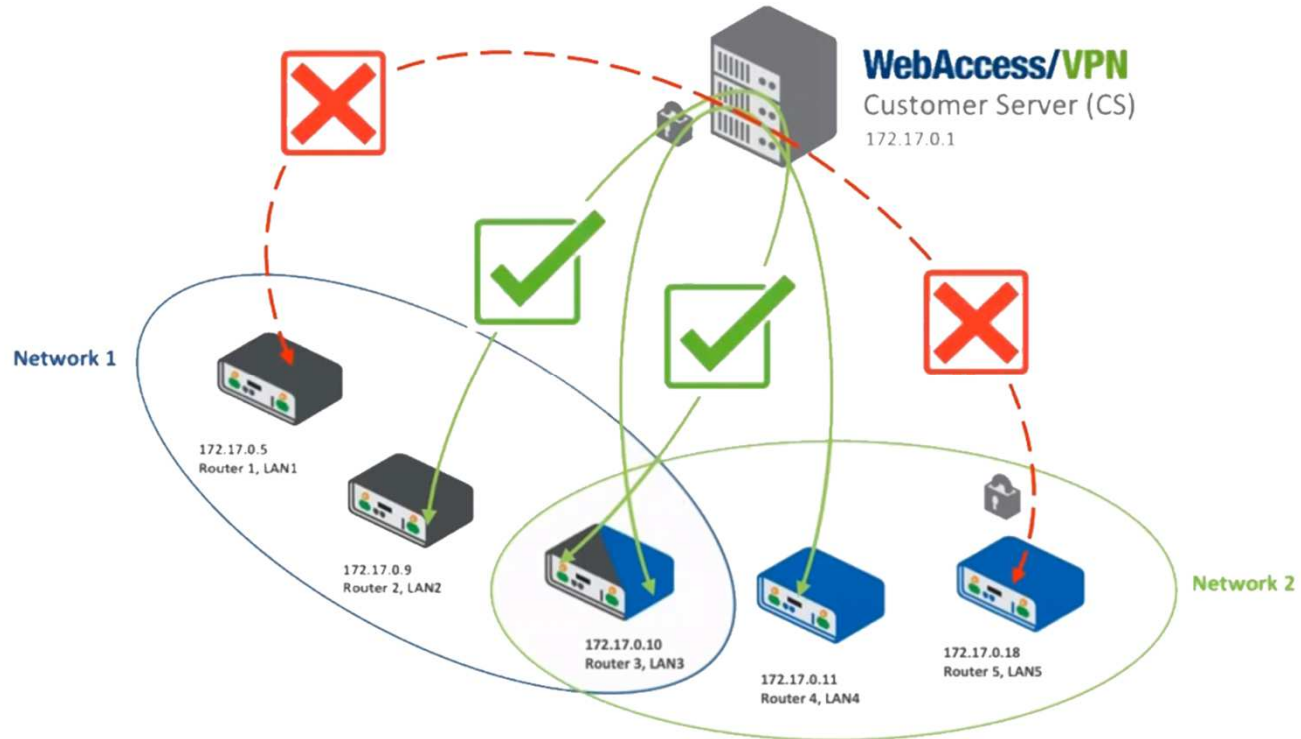 WebAccess/VPN
Customer Server (CS)
172.17.0.1
Network 1
172.17.0.5
Router 1, LAN1
172.17.0.9
Router 2, LAN2
172.17.0.10
Router 3, LAN3
172.17.0.11
Router 4, LAN4
172.17.0.18
Router 5, LAN5
Network 2